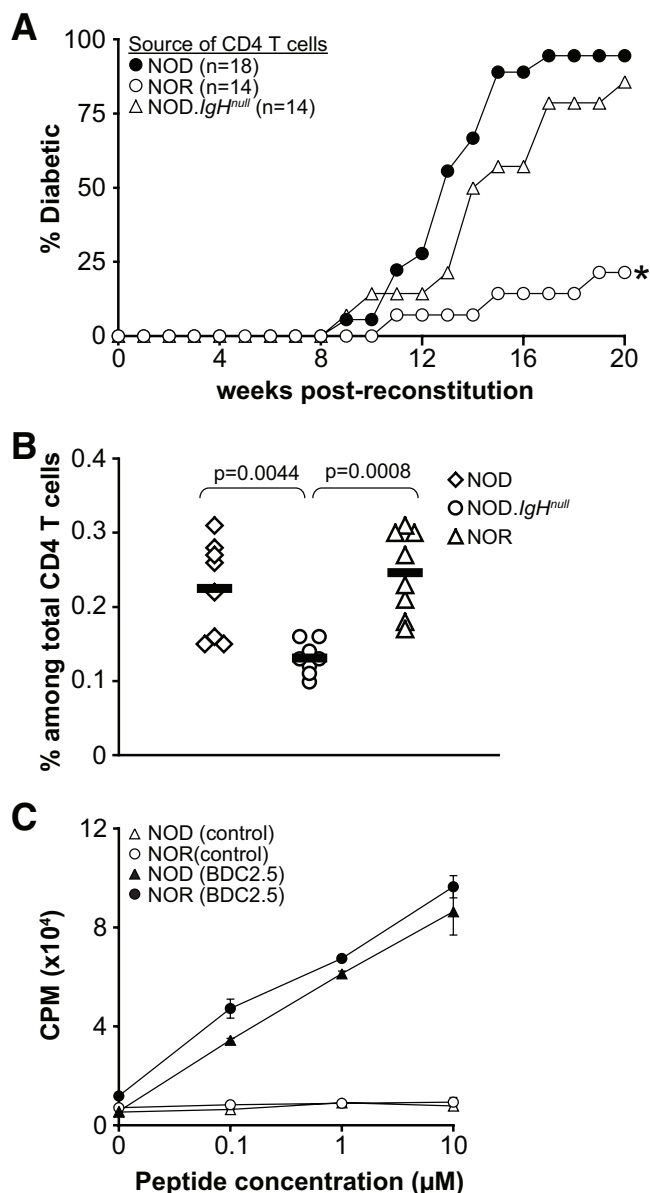 A
Source of CD4 T cells
NOD (n=18)
NOR (n=14)
NOD.IgHnull (n=14)
100
75
50
25
0
% Diabetic
0 4 8 12 16 20
*
weeks post-reconstitution
B
p=0.0044 p=0.0008
NOD
NOD.IgHnull
NOR
0.4
0.3
0.2
0.1
0
% among total CD4 T cells
C
NOD (control)
NOR(control)
NOD (BDC2.5)
NOR (BDC2.5)
12
8
4
0
CPM (x10⁴)
0 0.1 1 10
Peptide concentration (µM)